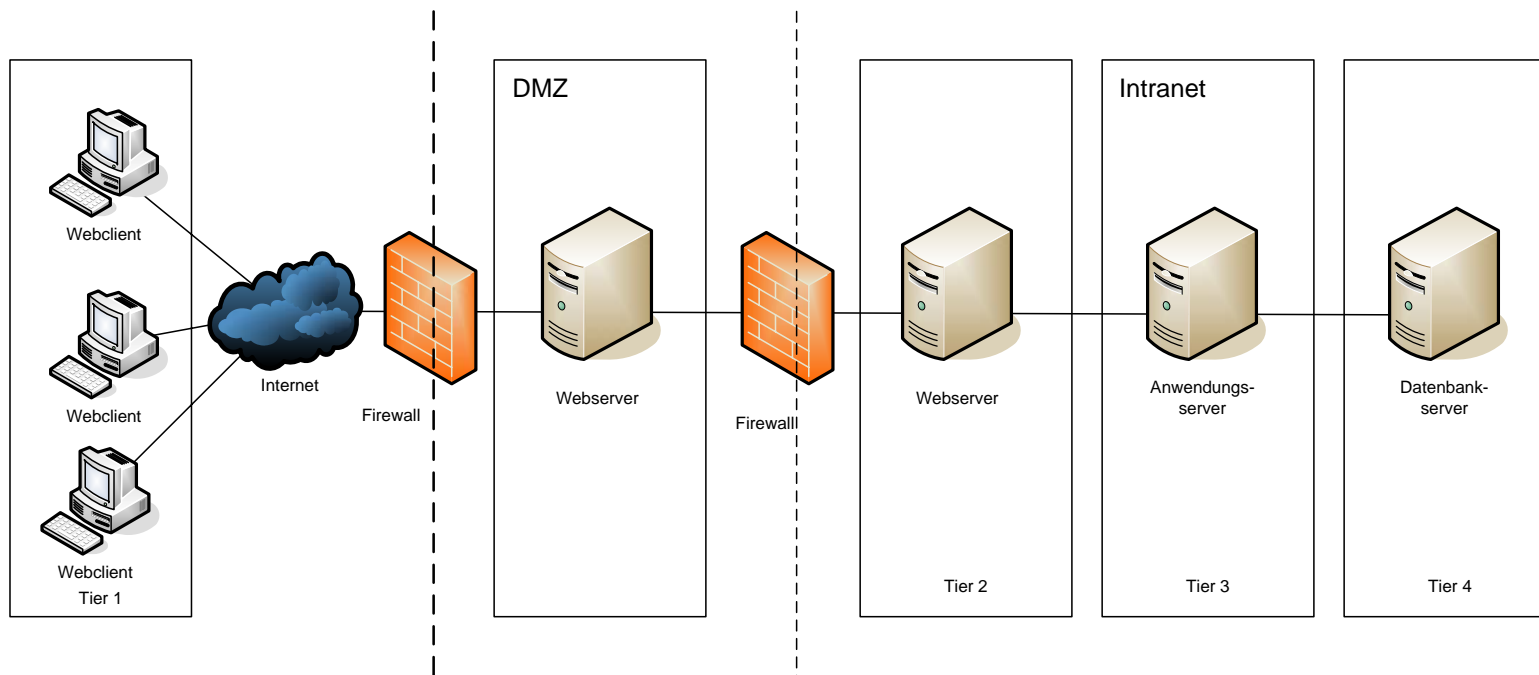 DMZ
Intranet
Webclient
Webclient
Webclient
Tier 1
Internet
Firewall
Webserver
Firewall
Webserver
Tier 2
Anwendungs-
server
Tier 3
Datenbank-
server
Tier 4